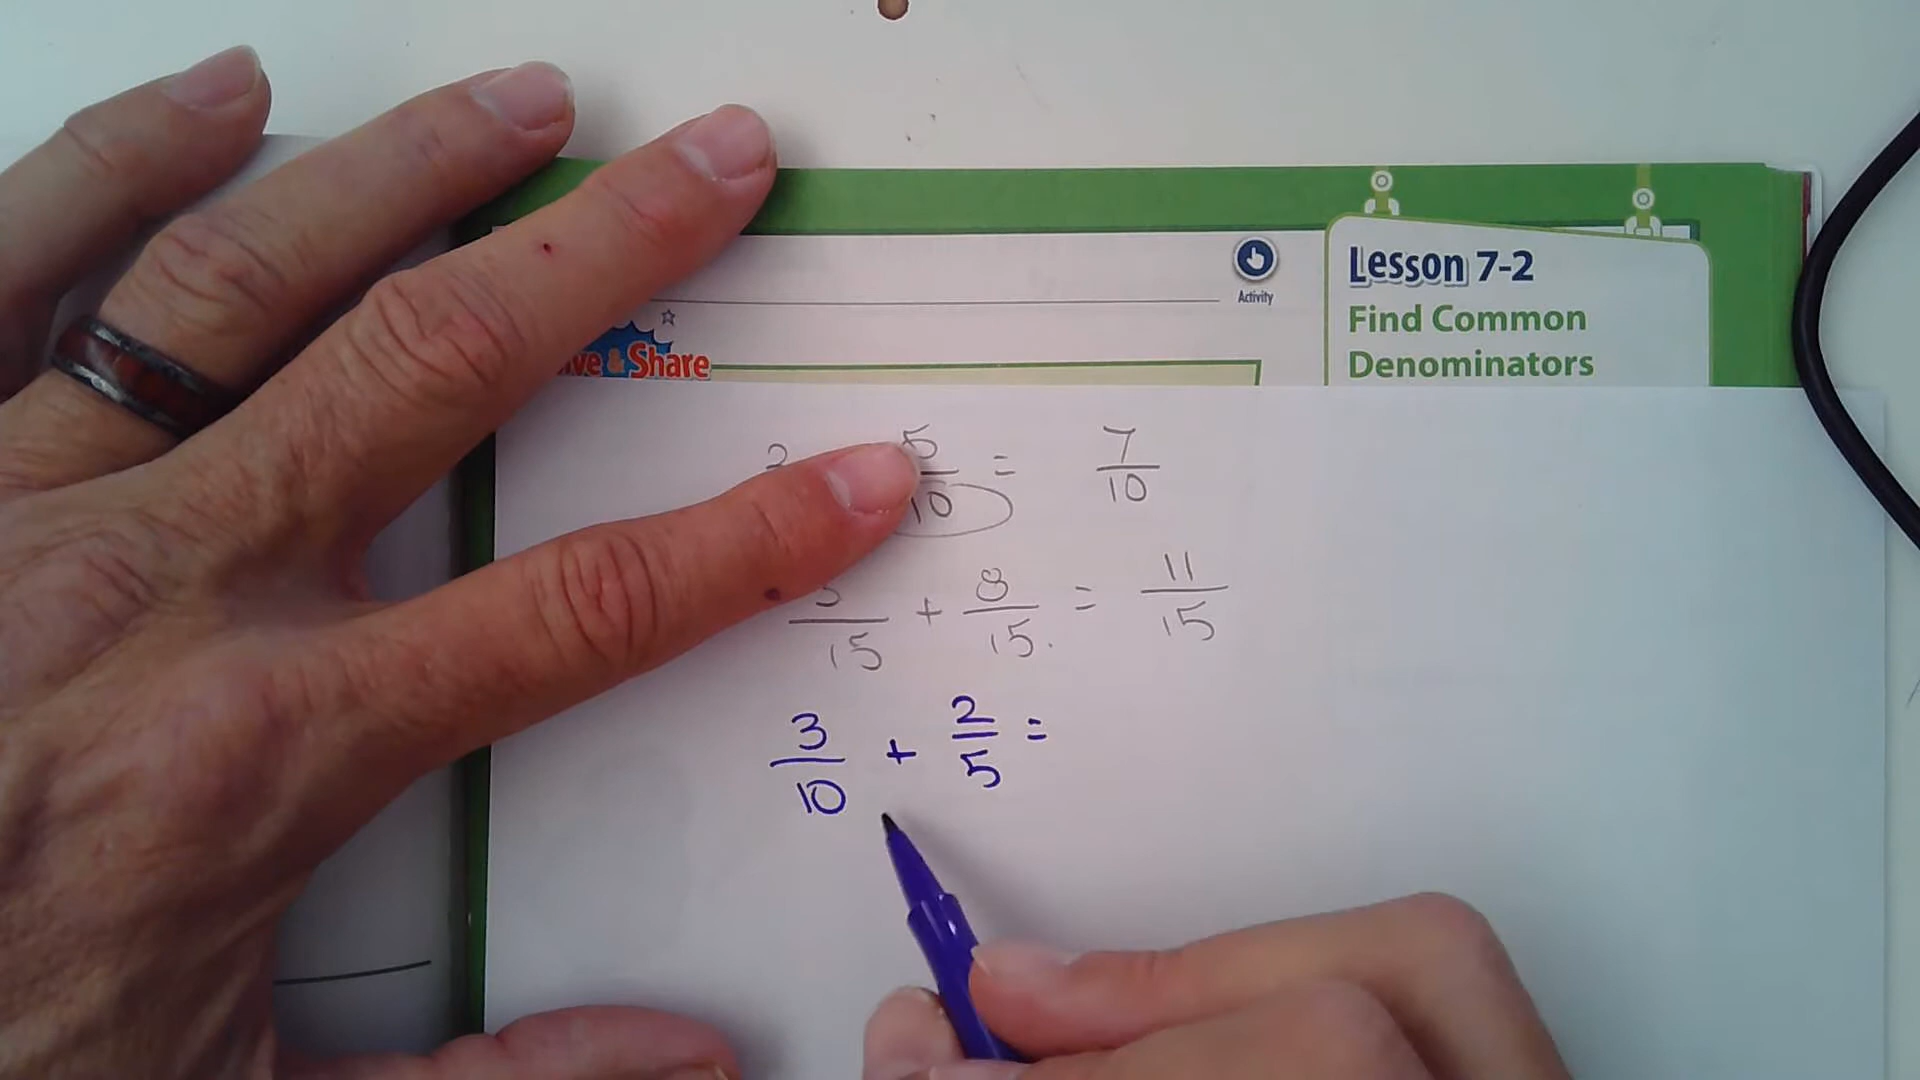 Activity
Lesson 7-2
Find Common
Denominators
& Share
5/10 = 7/10
/15 + 8/15. = 11/15
3/10 + 2/5 =